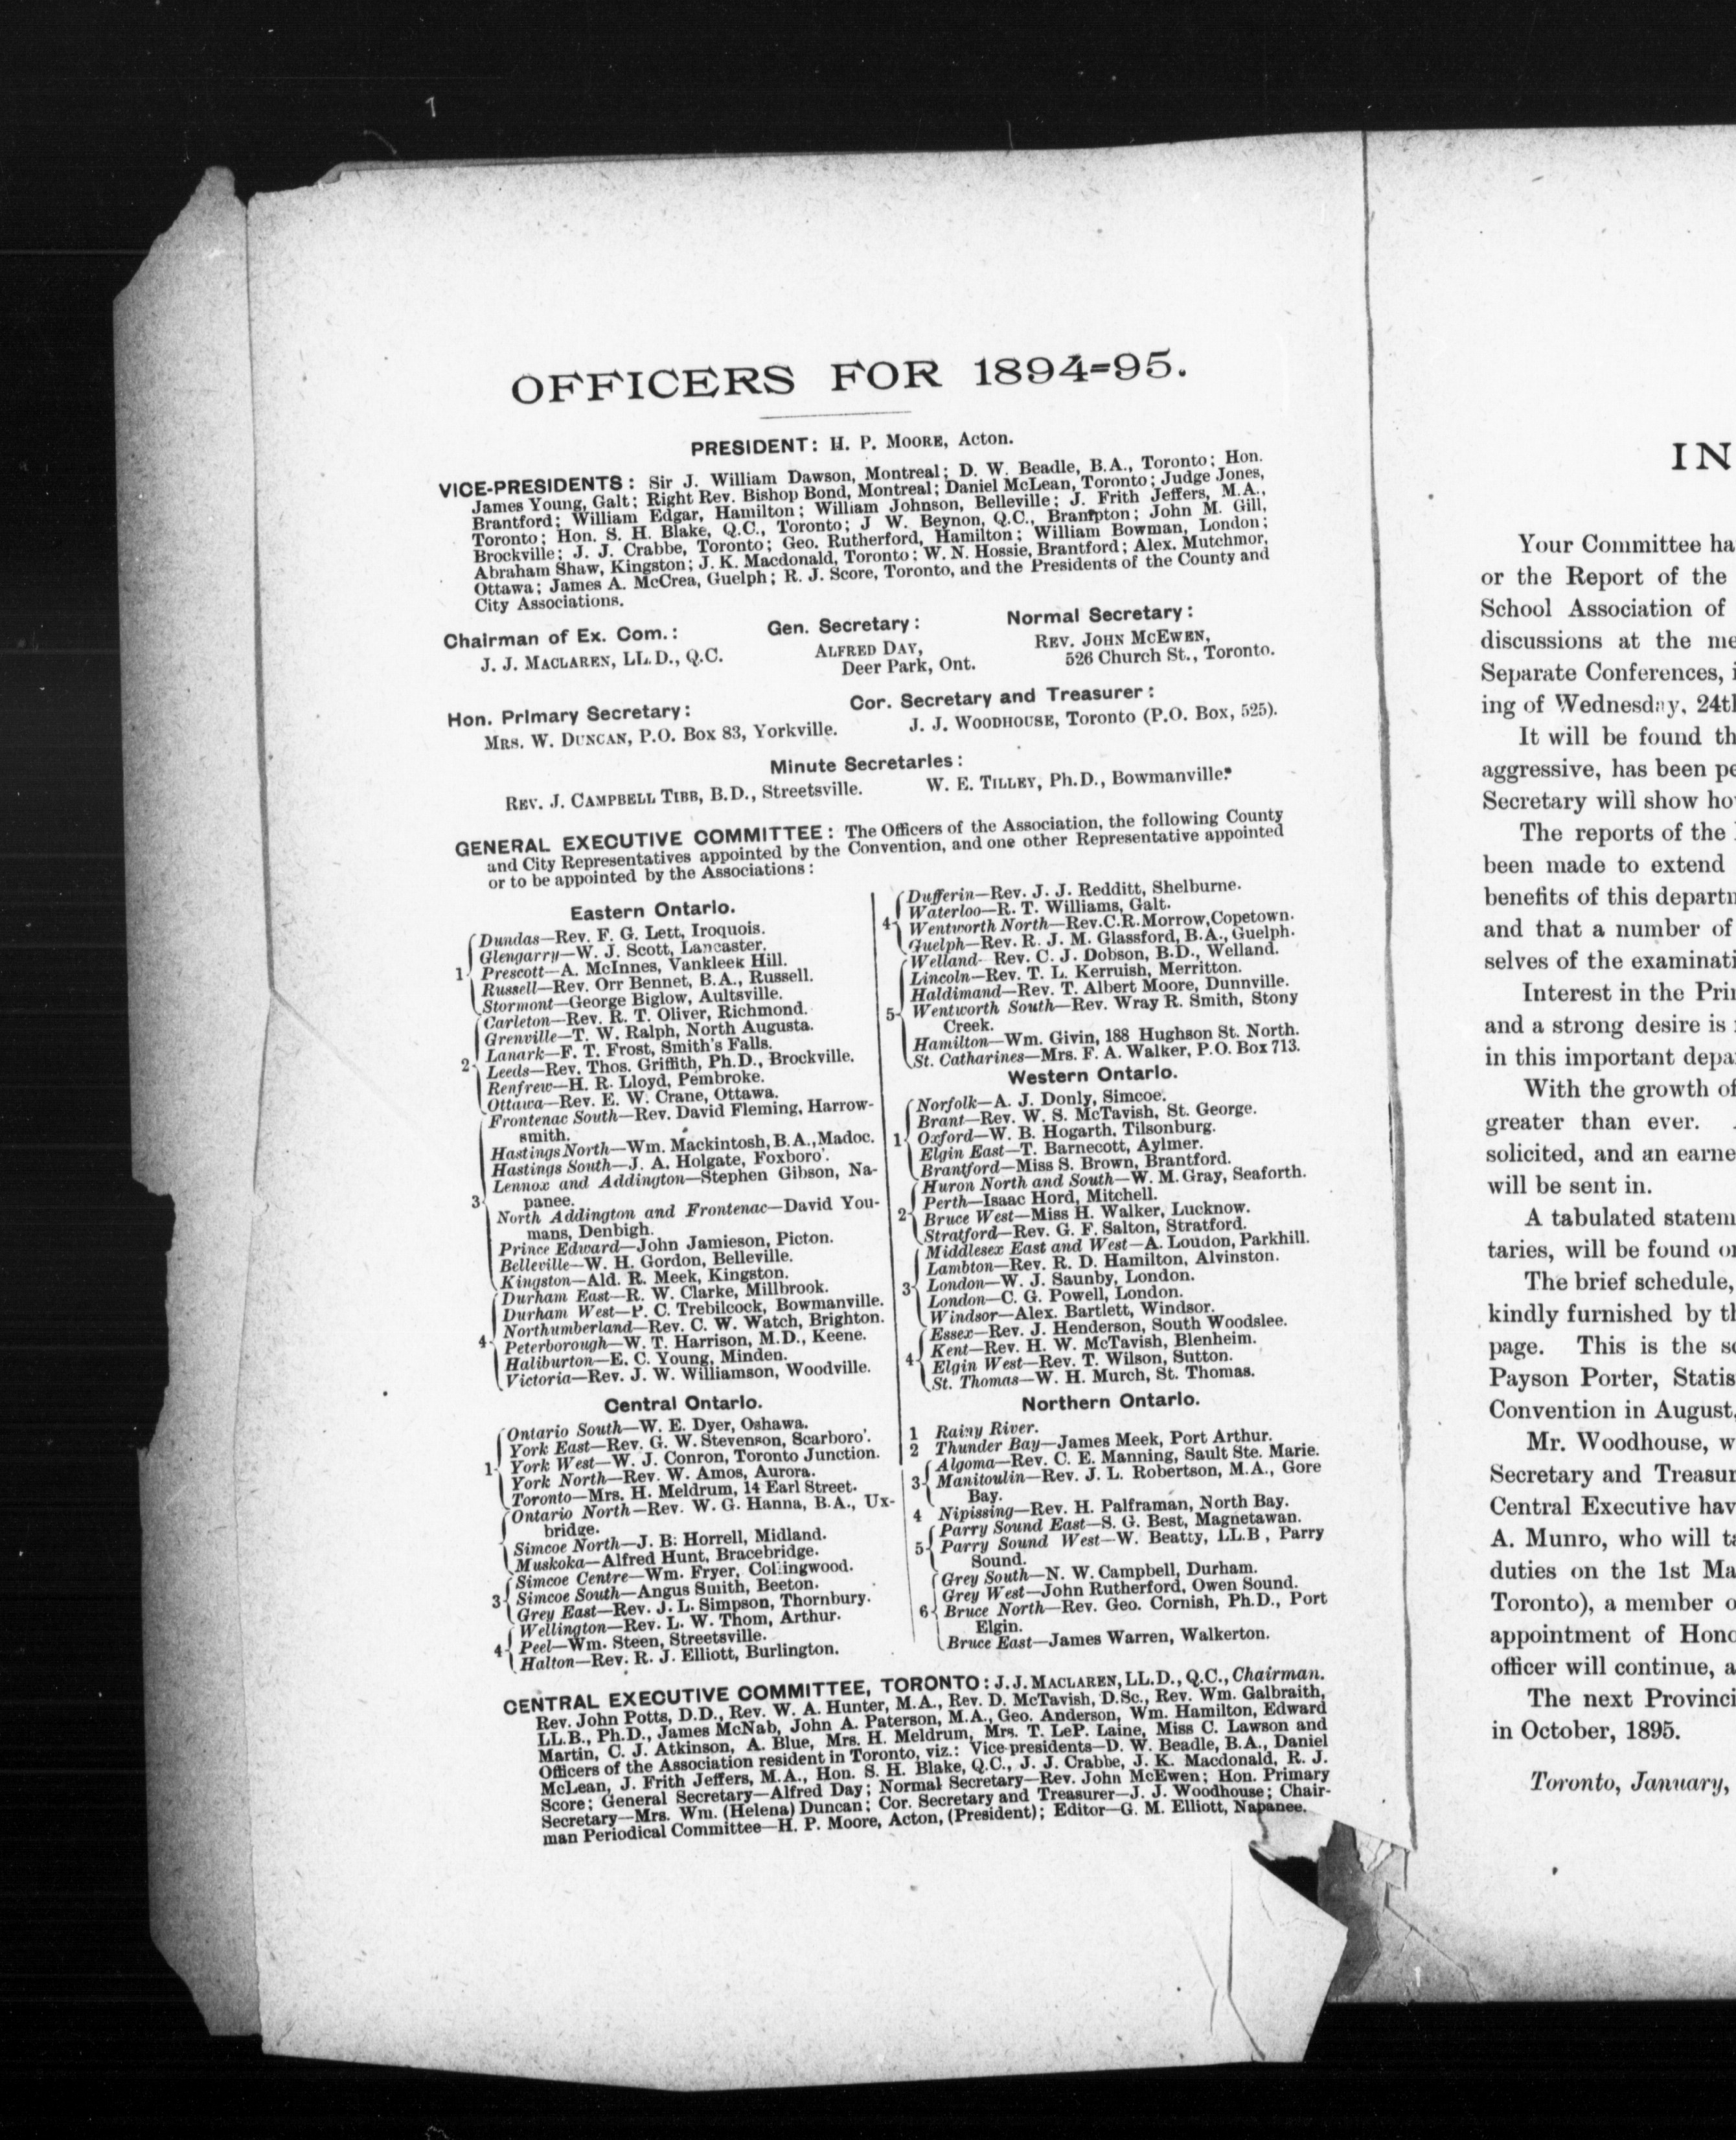 OFFICERS FOR 1894=95.
PRESIDENT: H. P. MOORE, Acton.
VICE-PRESIDENTS: Sir J. William Dawson, Montreal; D. W. Beadle, B.A., Toronto; Hon.
James Young, Galt; Right Rev. Bishop Bond, Montreal; Daniel McLean, Toronto; Judge Jones,
Brantford; William Edgar, Hamilton; William Johnson, Belleville; J. Frith Jeffers, M.A.,
Toronto; Hon. S. H. Blake, Q.C., Toronto; J W. Beynon, Q.C., Brampton; John M. Gill,
Brockville; J. J. Crabbe, Toronto; Geo. Rutherford, Hamilton; William Bowman, London;
Abraham Shaw, Kingston; J. K. Macdonald, Toronto; W. N. Hossie, Brantford; Alex. Mutchmor,
Ottawa; James A. McCrea, Guelph; R. J. Score, Toronto, and the Presidents of the County and
City Associations.
Chairman of Ex. Com.:
J. J. MACLAREN, LL.D., Q.C.
Gen. Secretary:
ALFRED DAY,
Deer Park, Ont.
Normal Secretary:
REV. JOHN MCEWEN,
526 Church St., Toronto.
Hon. Primary Secretary:
MRS. W. DUNCAN, P.O. Box 83, Yorkville.
Cor. Secretary and Treasurer:
J. J. WOODHOUSE, Toronto (P.O. Box, 525).
Minute Secretaries:
REV. J. CAMPBELL TIBB, B.D., Streetsville.
W. E. TILLEY, Ph.D., Bowmanville.
GENERAL EXECUTIVE COMMITTEE: The Officers of the Association, the following County
and City Representatives appointed by the Convention, and one other Representative appointed
or to be appointed by the Associations:
Eastern Ontario.
Dundas—Rev. F. G. Lett, Iroquois.
Glengarry—W. J. Scott, Lancaster.
1 Prescott—A. McInnes, Vankleek Hill.
Russell—Rev. Orr Bennet, B.A., Russell.
Stormont—George Biglow, Aultsville.
Carleton—Rev. R. T. Oliver, Richmond.
Grenville—T. W. Ralph, North Augusta.
Lanark—F. T. Frost, Smith's Falls.
2 Leeds—Rev. Thos. Griffith, Ph.D., Brockville.
Renfrew—H. R. Lloyd, Pembroke.
Ottawa—Rev. E. W. Crane, Ottawa.
Frontenac South—Rev. David Fleming, Harrow-
smith.
Hastings North—Wm. Mackintosh, B.A., Madoc.
Hastings South—J. A. Holgate, Foxboro'.
Lennox and Addington—Stephen Gibson, Na-
3 panee.
North Addington and Frontenac—David You-
mans, Denbigh.
Prince Edward—John Jamieson, Picton.
Belleville—W. H. Gordon, Belleville.
Kingston—Ald. R. Meek, Kingston.
Durham East—R. W. Clarke, Millbrook.
Durham West—P. C. Trebilcock, Bowmanville.
Northumberland—Rev. C. W. Watch, Brighton.
4 Peterborough—W. T. Harrison, M.D., Keene.
Haliburton—E. C. Young, Minden.
Victoria—Rev. J. W. Williamson, Woodville.
Central Ontario.
Ontario South—W. E. Dyer, Oshawa.
York East—Rev. G. W. Stevenson, Scarboro'.
1 York West—W. J. Conron, Toronto Junction.
York North—Rev. W. Amos, Aurora.
Toronto—Mrs. H. Meldrum, 14 Earl Street.
Ontario North—Rev. W. G. Hanna, B.A., Ux-
bridge.
Simcoe North—J. B. Horrell, Midland.
Muskoka—Alfred Hunt, Bracebridge.
Simcoe Centre—Wm. Fryer, Collingwood.
3 Simcoe South—Angus Smith, Beeton.
Grey East—Rev. J. L. Simpson, Thornbury.
Wellington—Rev. L. W. Thom, Arthur.
4 Peel—Wm. Steen, Streetsville.
Halton—Rev. R. J. Elliott, Burlington.
Dufferin—Rev. J. J. Redditt, Shelburne.
Waterloo—R. T. Williams, Galt.
4 Wentworth North—Rev. C. R. Morrow, Copetown.
Guelph—Rev. R. J. M. Glassford, B.A., Guelph.
Welland—Rev. C. J. Dobson, B.D., Welland.
Lincoln—Rev. T. L. Kerruish, Merritton.
Haldimand—Rev. T. Albert Moore, Dunnville.
5 Wentworth South—Rev. Wray R. Smith, Stony
Creek.
Hamilton—Wm. Givin, 188 Hughson St. North.
St. Catharines—Mrs. F. A. Walker, P.O. Box 713.
Western Ontario.
Norfolk—A. J. Donly, Simcoe.
Brant—Rev. W. S. McTavish, St. George.
1 Oxford—W. B. Hogarth, Tilsonburg.
Elgin East—T. Barnecott, Aylmer.
Brantford—Miss S. Brown, Brantford.
Huron North and South—W. M. Gray, Seaforth.
Perth—Isaac Hord, Mitchell.
2 Bruce West—Miss H. Walker, Lucknow.
Stratford—Rev. G. F. Salton, Stratford.
Middlesex East and West—A. Loudon, Parkhill.
Lambton—Rev. R. D. Hamilton, Alvinston.
3 London—W. J. Saunby, London.
London—C. G. Powell, London.
Windsor—Alex. Bartlett, Windsor.
Essex—Rev. J. Henderson, South Woodslee.
Kent—Rev. H. W. McTavish, Blenheim.
4 Elgin West—Rev. T. Wilson, Sutton.
St. Thomas—W. H. Murch, St. Thomas.
Northern Ontario.
1 Rainy River.
2 Thunder Bay—James Meek, Port Arthur.
Algoma—Rev. C. E. Manning, Sault Ste. Marie.
3 Manitoulin—Rev. J. L. Robertson, M.A., Gore
Bay.
4 Nipissing—Rev. H. Palframan, North Bay.
Parry Sound East—S. G. Best, Magnetawan.
5 Parry Sound West—W. Beatty, LL.B, Parry
Sound.
Grey South—N. W. Campbell, Durham.
Grey West—John Rutherford, Owen Sound.
6 Bruce North—Rev. Geo. Cornish, Ph.D., Port
Elgin.
Bruce East—James Warren, Walkerton.
CENTRAL EXECUTIVE COMMITTEE, TORONTO: J. J. MACLAREN, LL.D., Q.C., Chairman.
Rev. John Potts, D.D., Rev. W. A. Hunter, M.A., Rev. D. McTavish, D.Sc., Rev. Wm. Galbraith,
LL.B., Ph.D., James McNab, John A. Paterson, M.A., Geo. Anderson, Wm. Hamilton, Edward
Martin, C. J. Atkinson, A. Blue, Mrs. H. Meldrum, Mrs. T. LeP. Laine, Miss C. Lawson and
Officers of the Association resident in Toronto, viz.: Vice-presidents—D. W. Beadle, B.A., Daniel
McLean, J. Frith Jeffers, M.A., Hon. S. H. Blake, Q.C., J. J. Crabbe, J. K. Macdonald, R. J.
Score; General Secretary—Alfred Day; Normal Secretary—Rev. John McEwen; Hon. Primary
Secretary—Mrs. Wm. (Helena) Duncan; Cor. Secretary and Treasurer—J. J. Woodhouse; Chair-
man Periodical Committee—H. P. Moore, Acton, (President); Editor—G. M. Elliott, Napanee.
IN
Your Committee ha
or the Report of the
School Association of
discussions at the me
Separate Conferences, i
ing of Wednesday, 24th
It will be found th
aggressive, has been pe
Secretary will show ho
The reports of the
been made to extend
benefits of this departm
and that a number of
selves of the examinati
Interest in the Prin
and a strong desire is
in this important depa
With the growth of
greater than ever.
solicited, and an earne
will be sent in.
A tabulated statem
taries, will be found o
The brief schedule,
kindly furnished by th
page. This is the s
Payson Porter, Statis
Convention in August,
Mr. Woodhouse, w
Secretary and Treasur
Central Executive hav
A. Munro, who will ta
duties on the 1st Ma
Toronto), a member o
appointment of Hono
officer will continue, a
The next Provinci
in October, 1895.
Toronto, January,